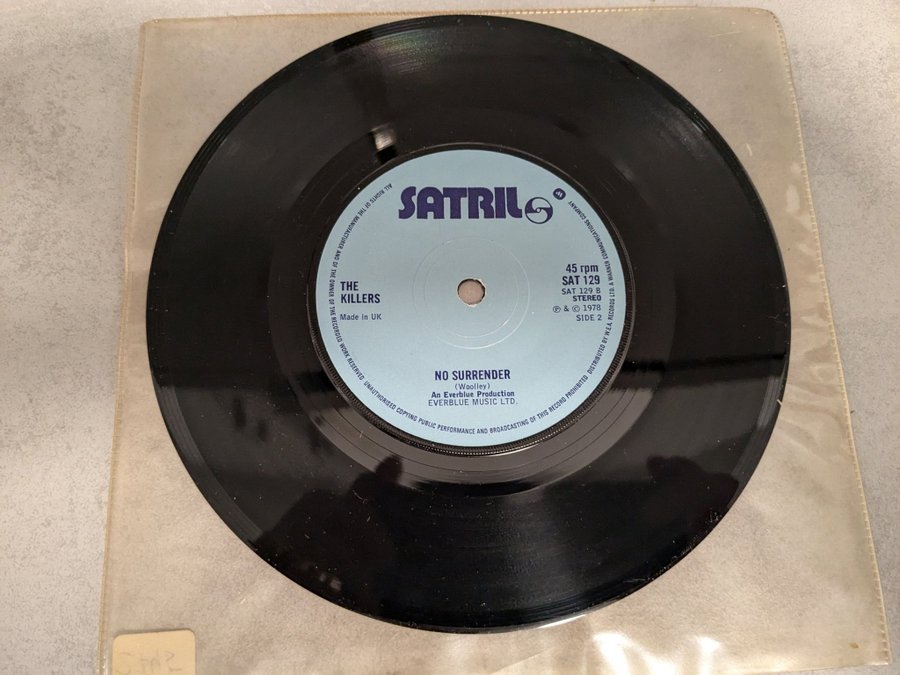 SATRIL
THE
KILLERS
Made in UK
45 rpm
SAT 129
SAT 129 B
STEREO
℗ & © 1978
SIDE 2
NO SURRENDER
(Woolley)
An Everblue Production
EVERBLUE MUSIC LTD.
ALL RIGHTS OF THE MANUFACTURER AND OF THE OWNER OF THE RECORDED WORK RESERVED. UNAUTHORISED COPYING PUBLIC PERFORMANCE AND BROADCASTING OF THIS RECORD PROHIBITED. DISTRIBUTED BY W.E.A. RECORDS LTD. A WARNER COMMUNICATIONS COMPANY